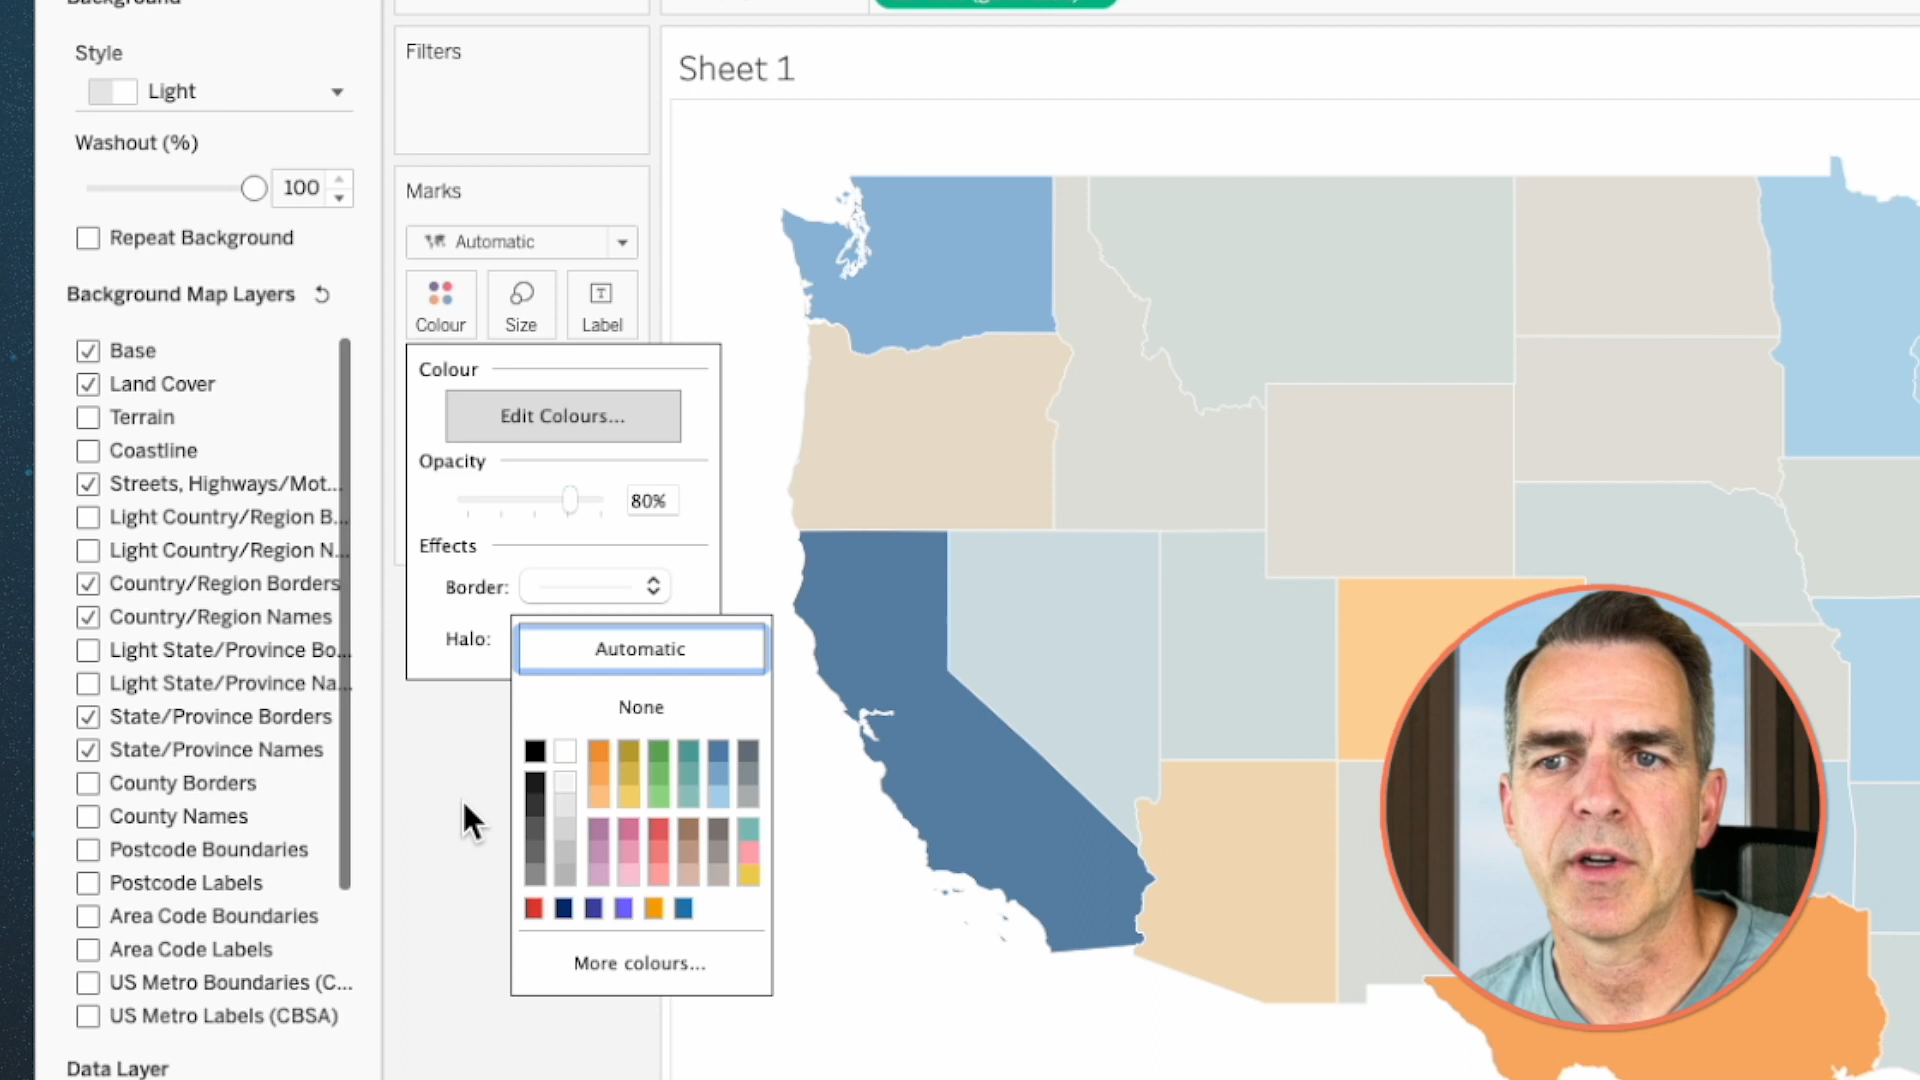 Background
Style
Light
Washout (%)
100
Repeat Background
Background Map Layers
Base
Land Cover
Terrain
Coastline
Streets, Highways/Mot...
Light Country/Region B...
Light Country/Region N...
Country/Region Borders
Country/Region Names
Light State/Province Bo...
Light State/Province Na...
State/Province Borders
State/Province Names
County Borders
County Names
Postcode Boundaries
Postcode Labels
Area Code Boundaries
Area Code Labels
US Metro Boundaries (C...
US Metro Labels (CBSA)
Data Layer
Filters
Marks
Automatic
Colour
Size
Label
Colour
Edit Colours...
Opacity
80%
Effects
Border:
Halo:
Automatic
None
More colours...
Sheet 1